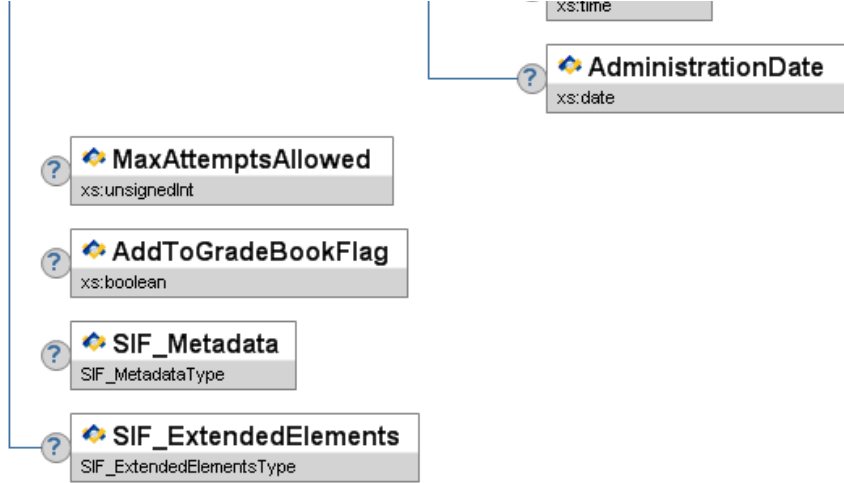 xs:time
? AdministrationDate
xs:date
? MaxAttemptsAllowed
xs:unsignedInt
? AddToGradeBookFlag
xs:boolean
? SIF_Metadata
SIF_MetadataType
? SIF_ExtendedElements
SIF_ExtendedElementsType